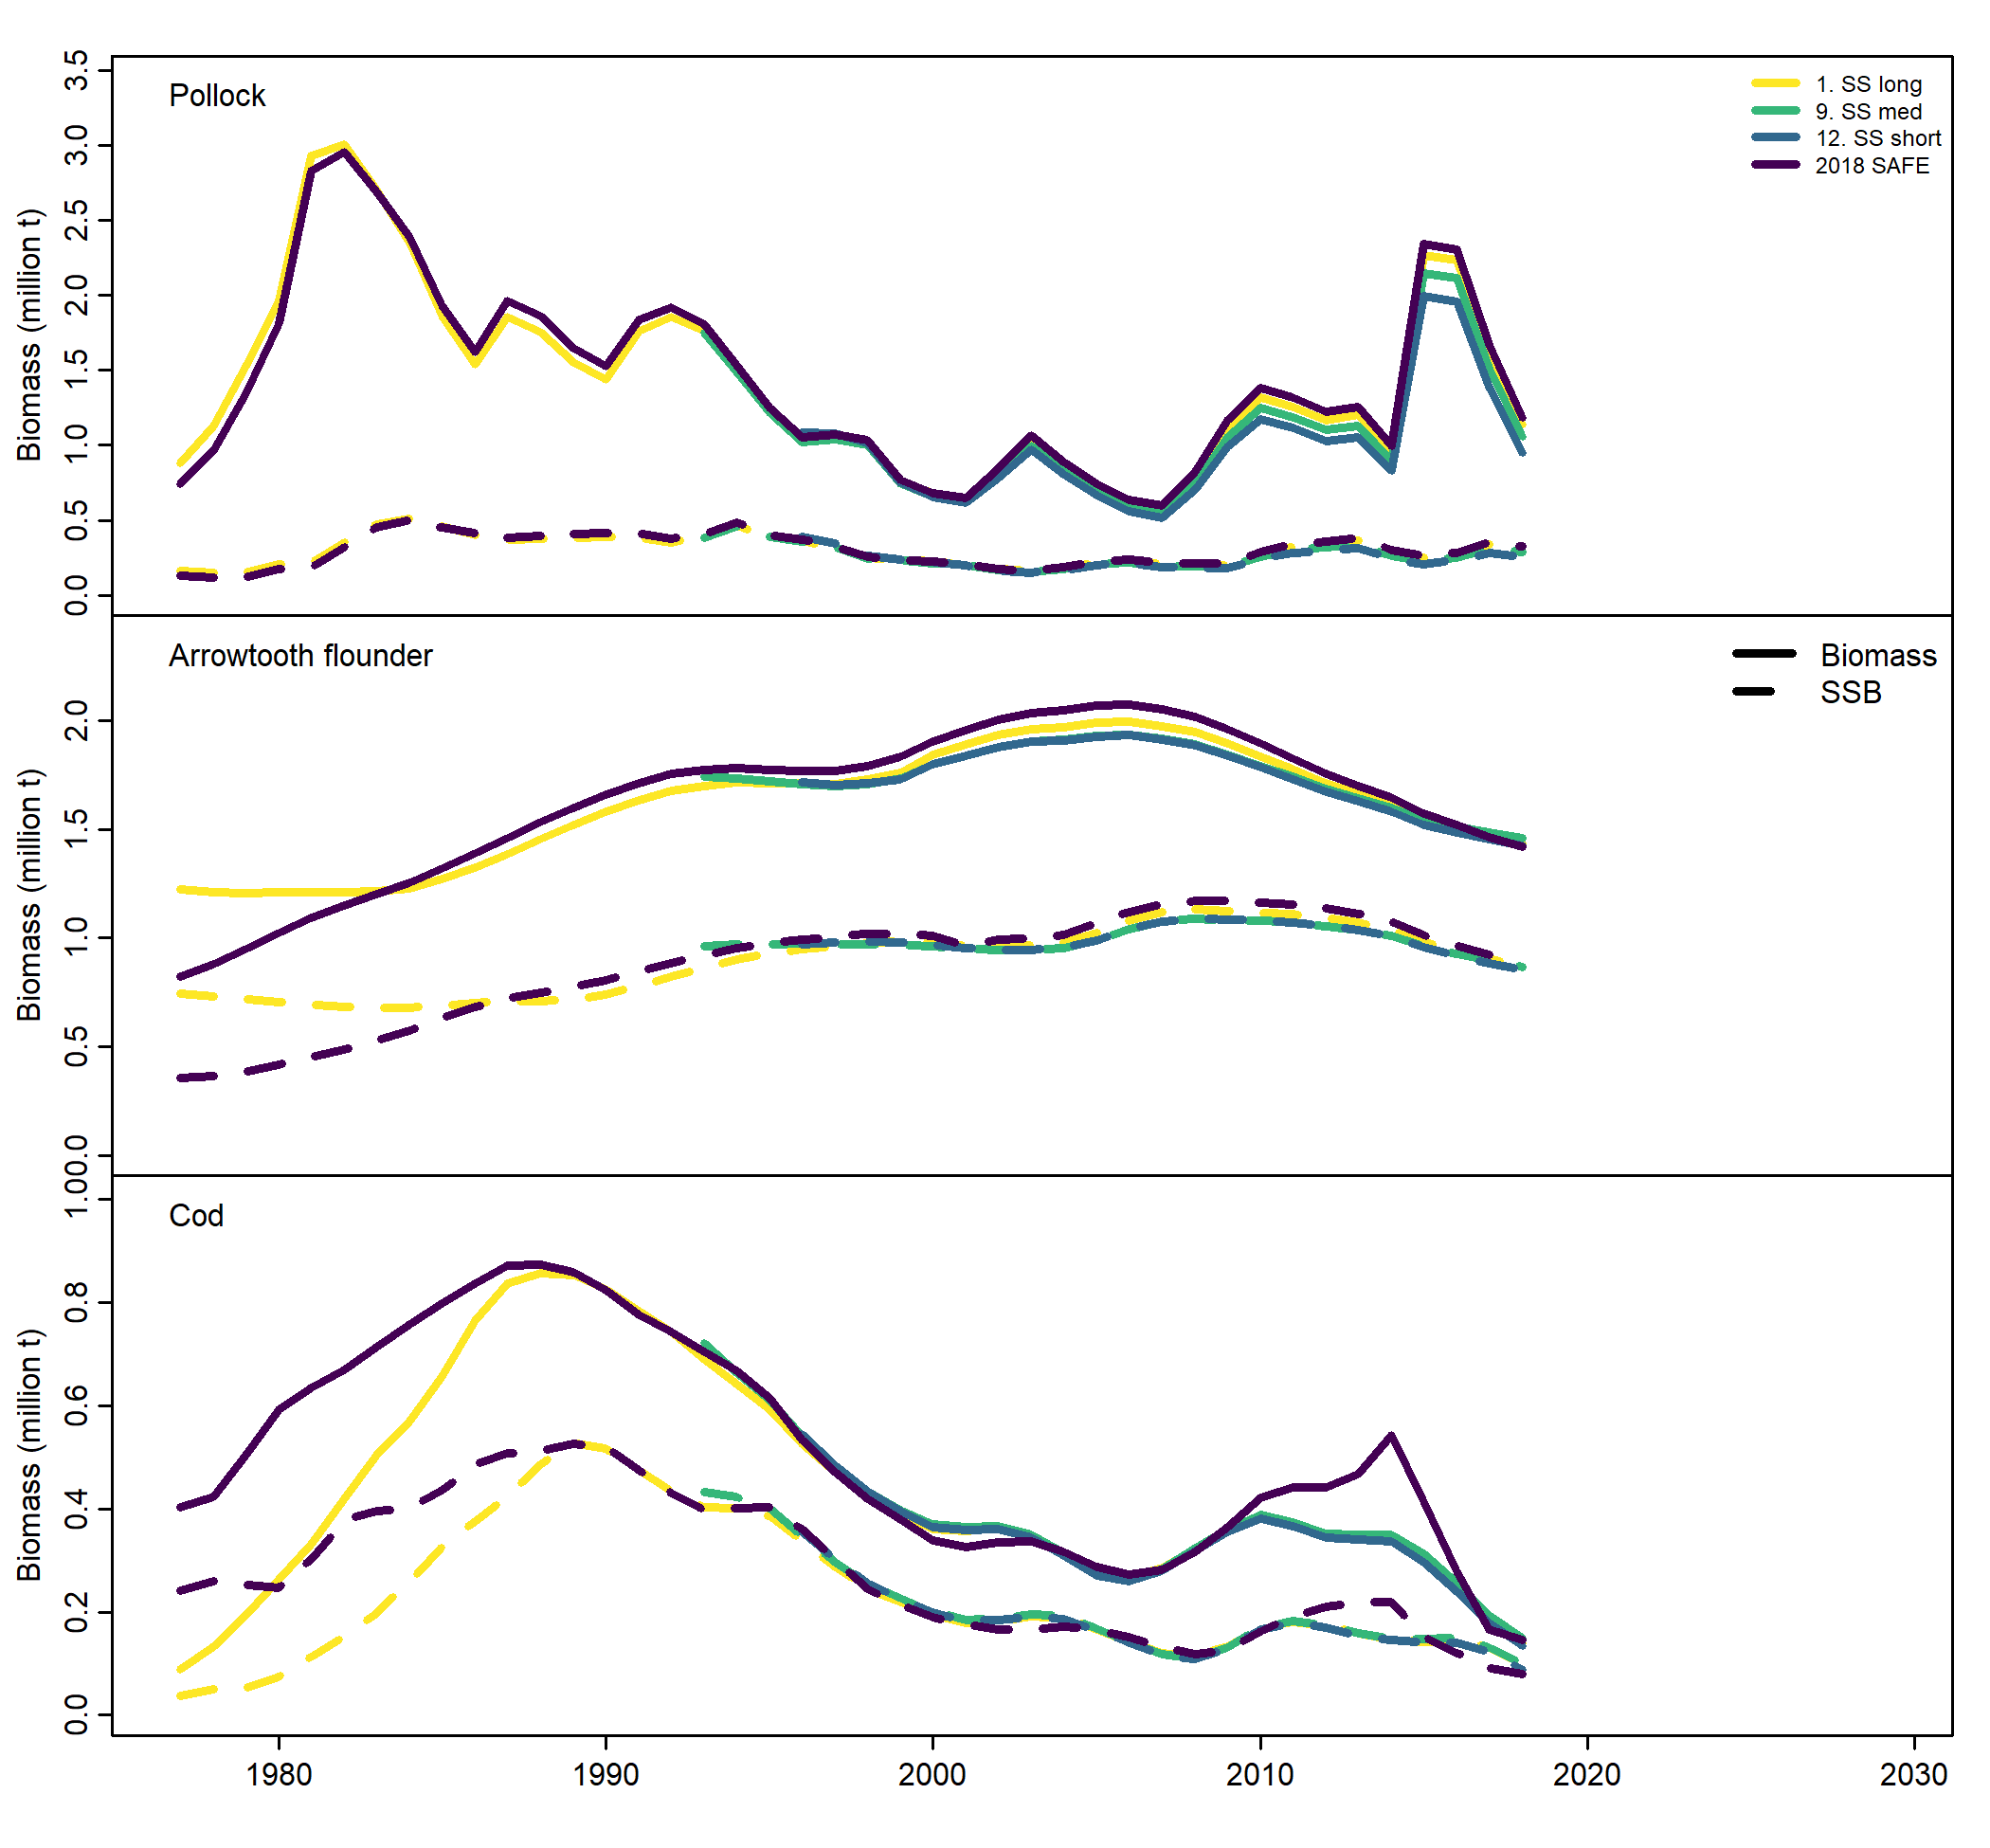 Pollock
1. SS long
9. SS med
12. SS short
2018 SAFE
Biomass (million t)
0.0 0.5 1.0 1.5 2.0 2.5 3.0 3.5
Arrowtooth flounder
Biomass
SSB
Biomass (million t)
0.0 0.5 1.0 1.5 2.0
Cod
Biomass (million t)
0.0 0.2 0.4 0.6 0.8 1.0
1980 1990 2000 2010 2020 2030